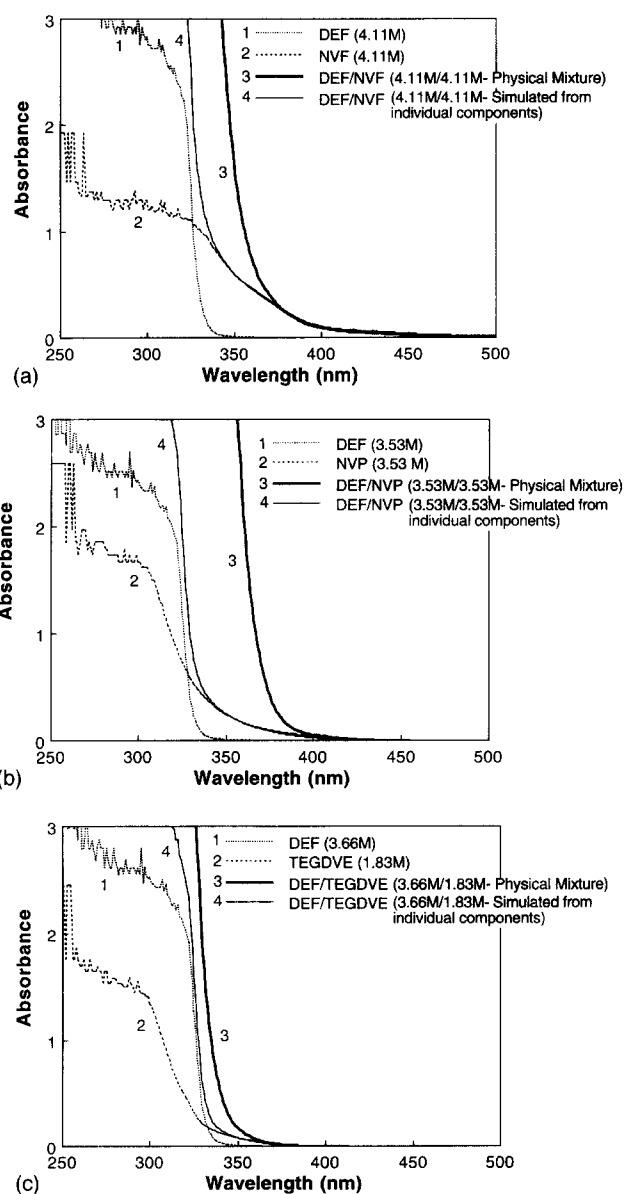 3
2
1
0
250
300
350
400
450
500
Absorbance
Wavelength (nm)
(a)
1 DEF (4.11M)
2 NVF (4.11M)
3 DEF/NVF (4.11M/4.11M- Physical Mixture)
4 DEF/NVF (4.11M/4.11M- Simulated from
individual components)
1
2
3
4
3
2
1
0
250
300
350
400
450
500
Absorbance
Wavelength (nm)
(b)
1 DEF (3.53M)
2 NVP (3.53 M)
3 DEF/NVP (3.53M/3.53M- Physical Mixture)
4 DEF/NVP (3.53M/3.53M- Simulated from
individual components)
1
2
3
4
3
2
1
0
250
300
350
400
450
500
Absorbance
Wavelength (nm)
(c)
1 DEF (3.66M)
2 TEGDVE (1.83M)
3 DEF/TEGDVE (3.66M/1.83M- Physical Mixture)
4 DEF/TEGDVE (3.66M/1.83M- Simulated from
individual components)
1
2
3
4